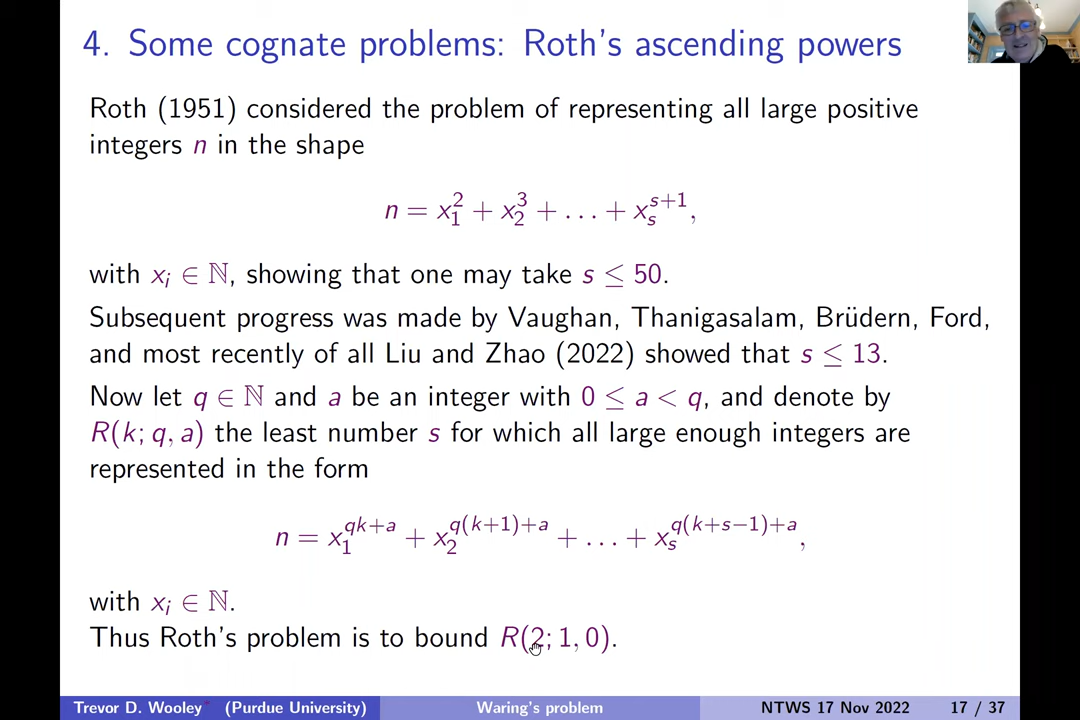 4. Some cognate problems: Roth's ascending powers
Roth (1951) considered the problem of representing all large positive
integers n in the shape
n = x_1^2 + x_2^3 + … + x_s^{s+1},
with x_i ∈ ℕ, showing that one may take s ≤ 50.
Subsequent progress was made by Vaughan, Thanigasalam, Brüdern, Ford,
and most recently of all Liu and Zhao (2022) showed that s ≤ 13.
Now let q ∈ ℕ and a be an integer with 0 ≤ a < q, and denote by
R(k; q, a) the least number s for which all large enough integers are
represented in the form
n = x_1^{qk+a} + x_2^{q(k+1)+a} + … + x_s^{q(k+s−1)+a},
with x_i ∈ ℕ.
Thus Roth's problem is to bound R(2; 1, 0).
Trevor D. Wooley (Purdue University) Waring's problem NTWS 17 Nov 2022 17 / 37